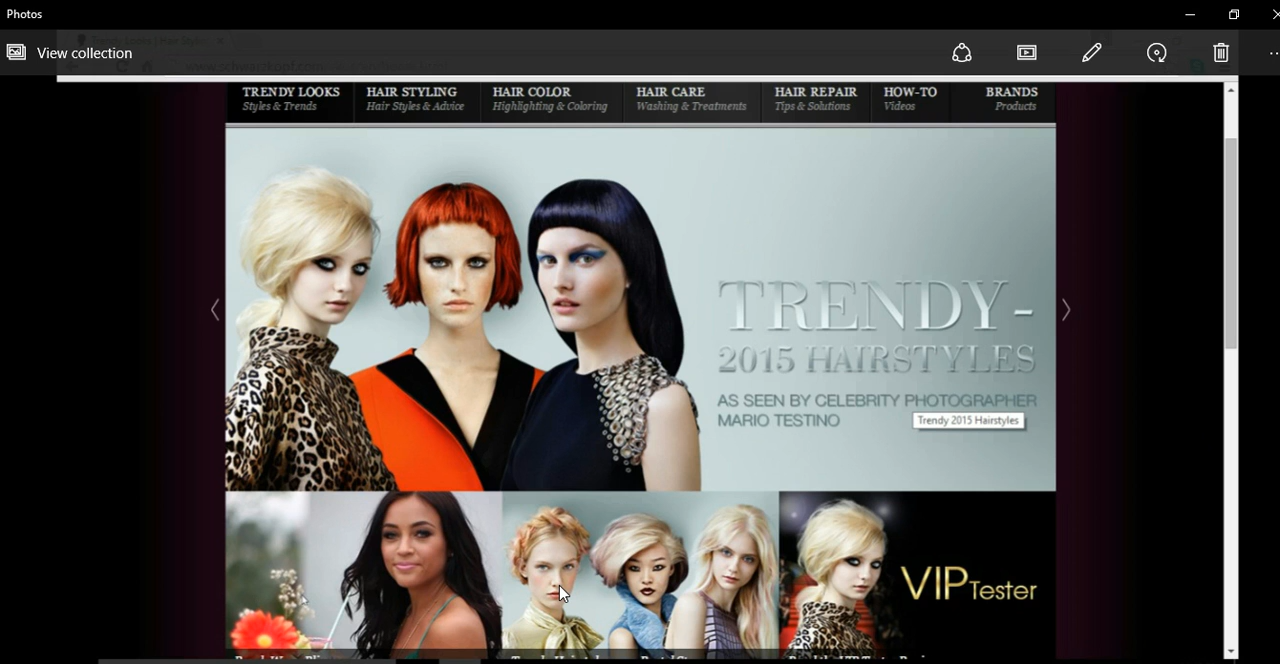 Photos
View collection
TRENDY LOOKS
Styles & Trends
HAIR STYLING
Hair Styles & Advice
HAIR COLOR
Highlighting & Coloring
HAIR CARE
Washing & Treatments
HAIR REPAIR
Tips & Solutions
HOW-TO
Videos
BRANDS
Products
TRENDY-
2015 HAIRSTYLES
AS SEEN BY CELEBRITY PHOTOGRAPHER
MARIO TESTINO
Trendy 2015 Hairstyles
VIP Tester